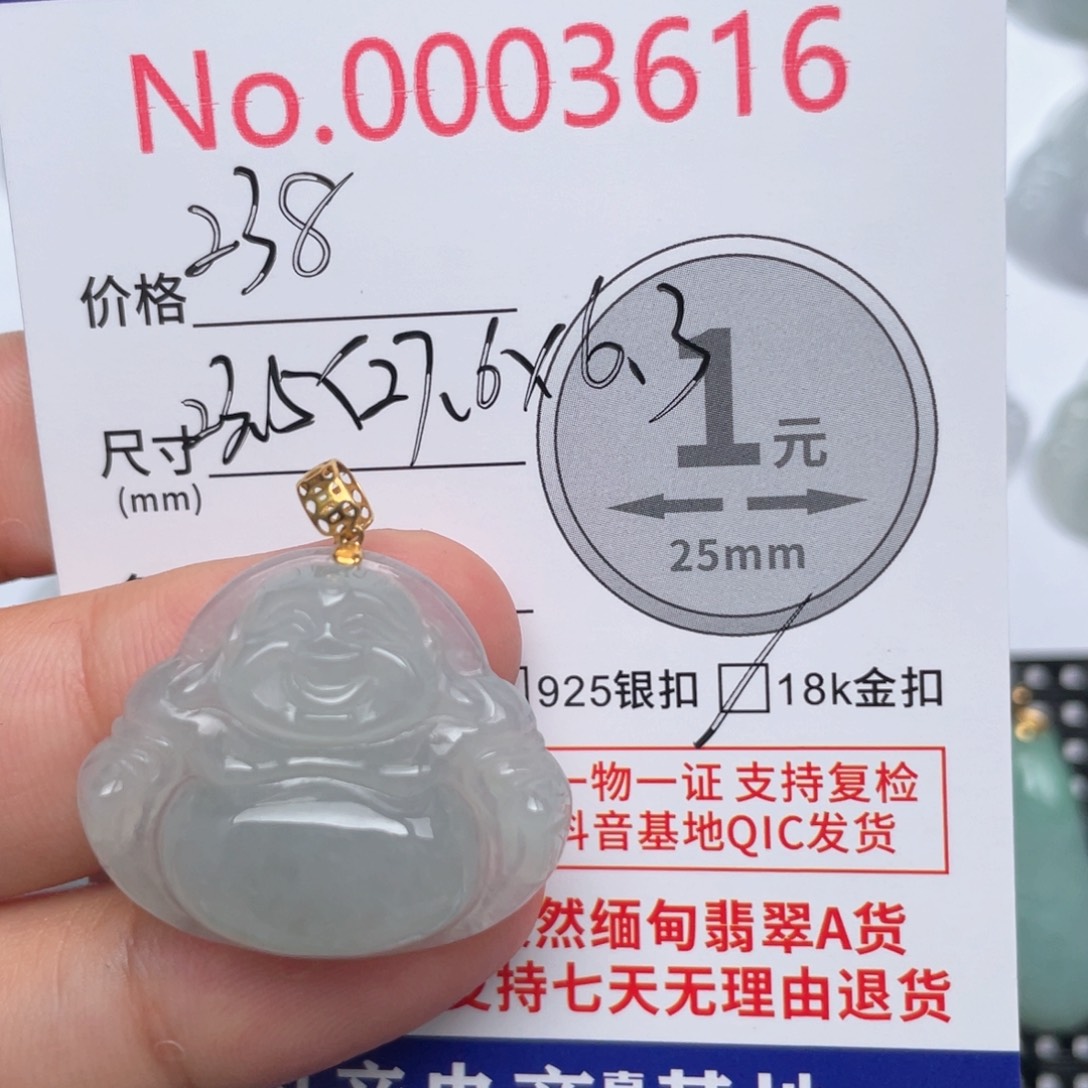 No.0003616
价格 238
尺寸 23.5×27.6×6.3
(mm)
1元
25mm
925银扣 18k金扣
一物一证 支持复检
抖音基地QIC发货
天然缅甸翡翠A货
支持七天无理由退货